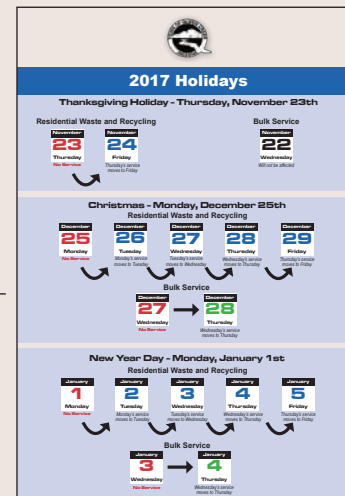 2017 Holidays
Thanksgiving Holiday - Thursday, November 23th
Residential Waste and Recycling
Bulk Service
November
23
Thursday
No Service
November
24
Friday
Thursday's service
moves to Friday
November
22
Wednesday
Will not be affected
Christmas - Monday, December 25th
Residential Waste and Recycling
December
25
Monday
No Service
December
26
Tuesday
Monday's service
moves to Tuesday
December
27
Wednesday
Tuesday's service
moves to Wednesday
December
28
Thursday
Wednesday's service
moves to Thursday
December
29
Friday
Thursday's service
moves to Friday
Bulk Service
December
27
Wednesday
No Service
December
28
Thursday
Wednesday's service
moves to Thursday
New Year Day - Monday, January 1st
Residential Waste and Recycling
January
1
Monday
No Service
January
2
Tuesday
Monday's service
moves to Tuesday
January
3
Wednesday
Tuesday's service
moves to Wednesday
January
4
Thursday
Wednesday's service
moves to Thursday
January
5
Friday
Thursday's service
moves to Friday
Bulk Service
January
3
Wednesday
No Service
January
4
Thursday
Wednesday's service
moves to Thursday